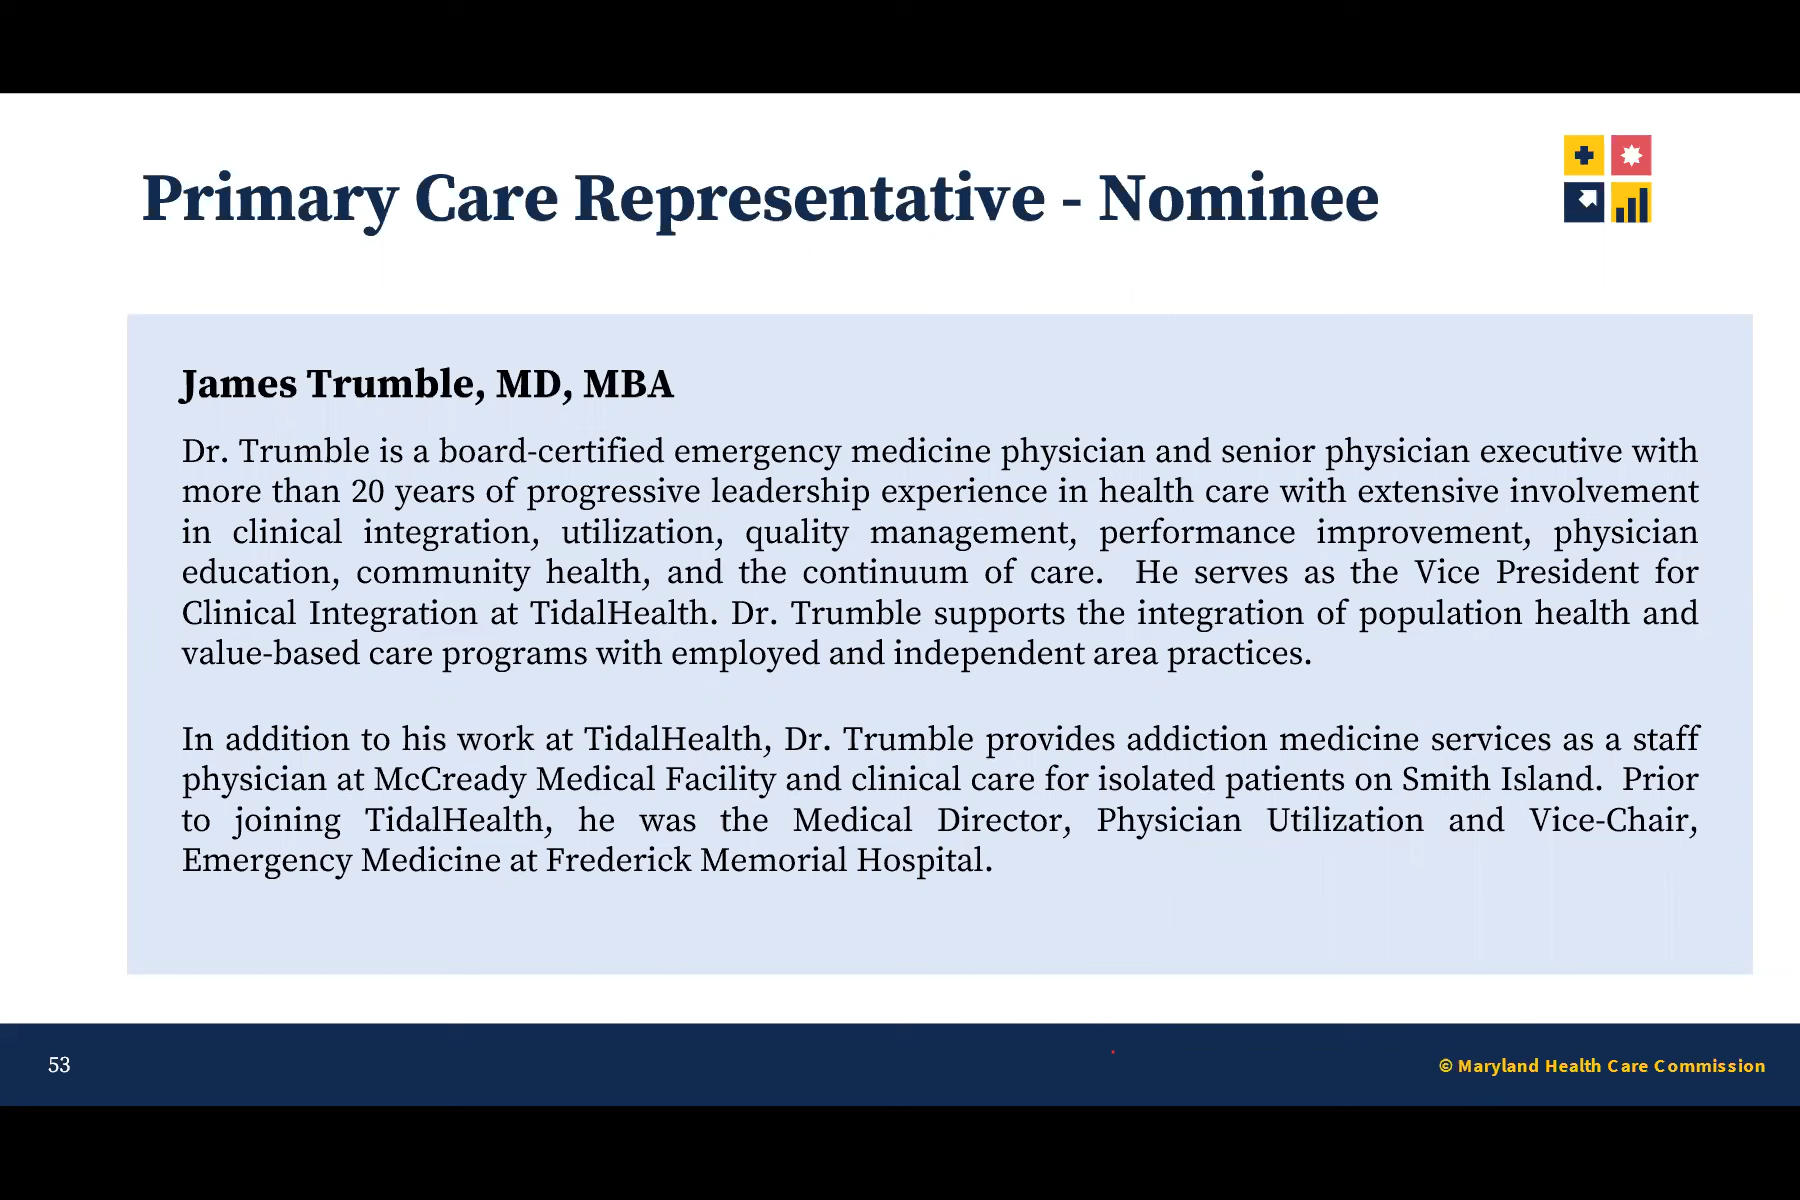 Primary Care Representative - Nominee
James Trumble, MD, MBA
Dr. Trumble is a board-certified emergency medicine physician and senior physician executive with
more than 20 years of progressive leadership experience in health care with extensive involvement
in clinical integration, utilization, quality management, performance improvement, physician
education, community health, and the continuum of care. He serves as the Vice President for
Clinical Integration at TidalHealth. Dr. Trumble supports the integration of population health and
value-based care programs with employed and independent area practices.
In addition to his work at TidalHealth, Dr. Trumble provides addiction medicine services as a staff
physician at McCready Medical Facility and clinical care for isolated patients on Smith Island. Prior
to joining TidalHealth, he was the Medical Director, Physician Utilization and Vice-Chair,
Emergency Medicine at Frederick Memorial Hospital.
53
© Maryland Health Care Commission